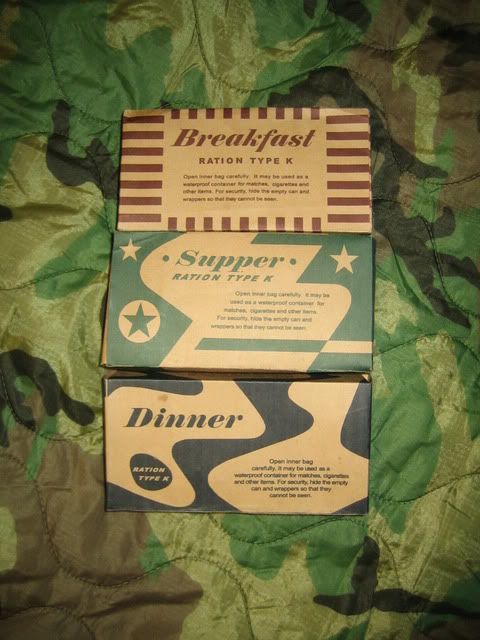 Breakfast
RATION TYPE K
Open inner bag carefully. It may be used as a
waterproof container for matches, cigarettes and
other items. For security, hide the empty can and
wrappers so that they cannot be seen.
• Supper •
RATION TYPE K
Open inner bag carefully. It may be
used as a waterproof container for
matches, cigarettes and other items.
For security, hide the empty can and
wrappers so that they cannot be seen.
Dinner
RATION
TYPE K
Open inner bag
carefully. It may be used as a
waterproof container for matches, cigarettes
and other items. For security, hide the empty
can and wrappers so that they
cannot be seen.